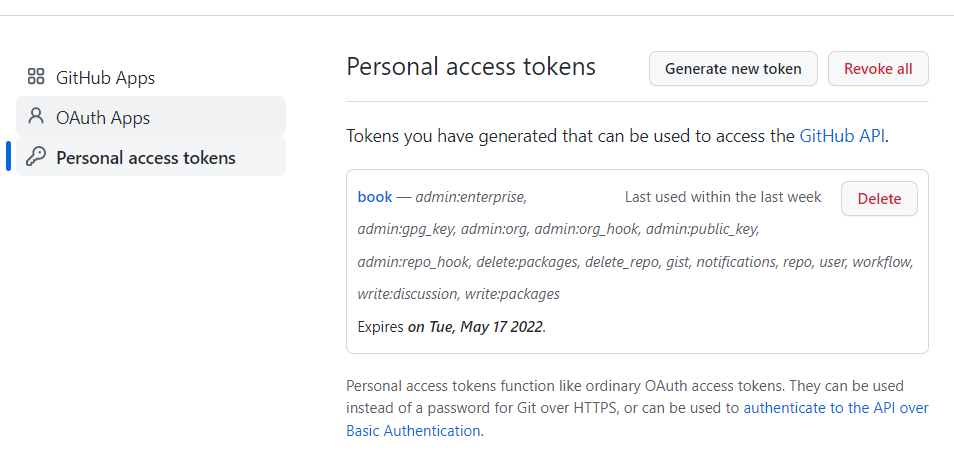 GitHub Apps
OAuth Apps
Personal access tokens
Personal access tokens
Generate new token
Revoke all
Tokens you have generated that can be used to access the GitHub API.
book — admin:enterprise,
Last used within the last week
Delete
admin:gpg_key, admin:org, admin:org_hook, admin:public_key,
admin:repo_hook, delete:packages, delete_repo, gist, notifications, repo, user, workflow,
write:discussion, write:packages
Expires on Tue, May 17 2022.
Personal access tokens function like ordinary OAuth access tokens. They can be used
instead of a password for Git over HTTPS, or can be used to authenticate to the API over
Basic Authentication.